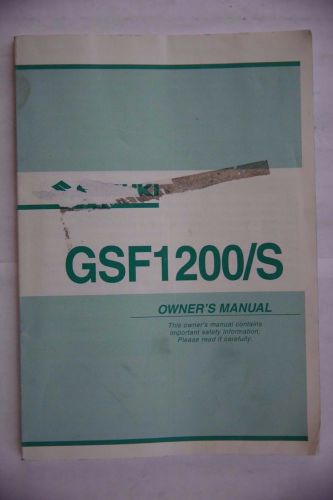 GSF1200/S
OWNER'S MANUAL
This owner's manual contains
important safety information.
Please read it carefully.